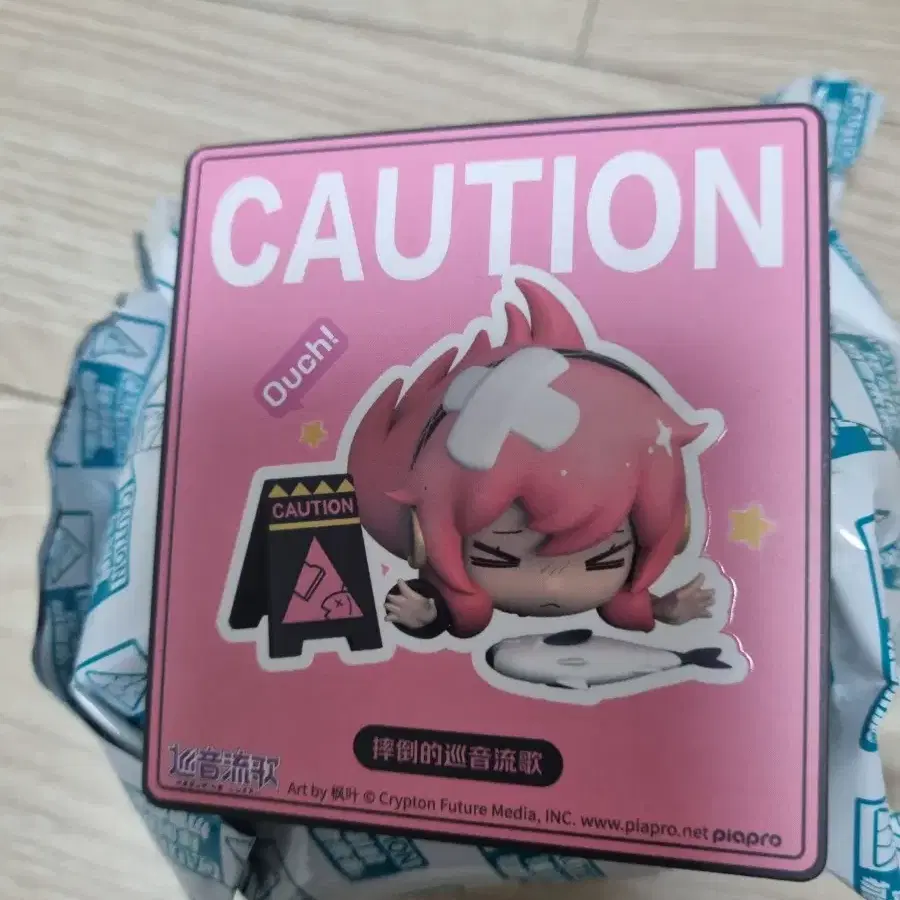 CAUTION
Ouch!
CAUTION
摔倒的巡音流歌
巡音流歌
Art by 枫叶 © Crypton Future Media, INC. www.piapro.net piapro
CAUTION